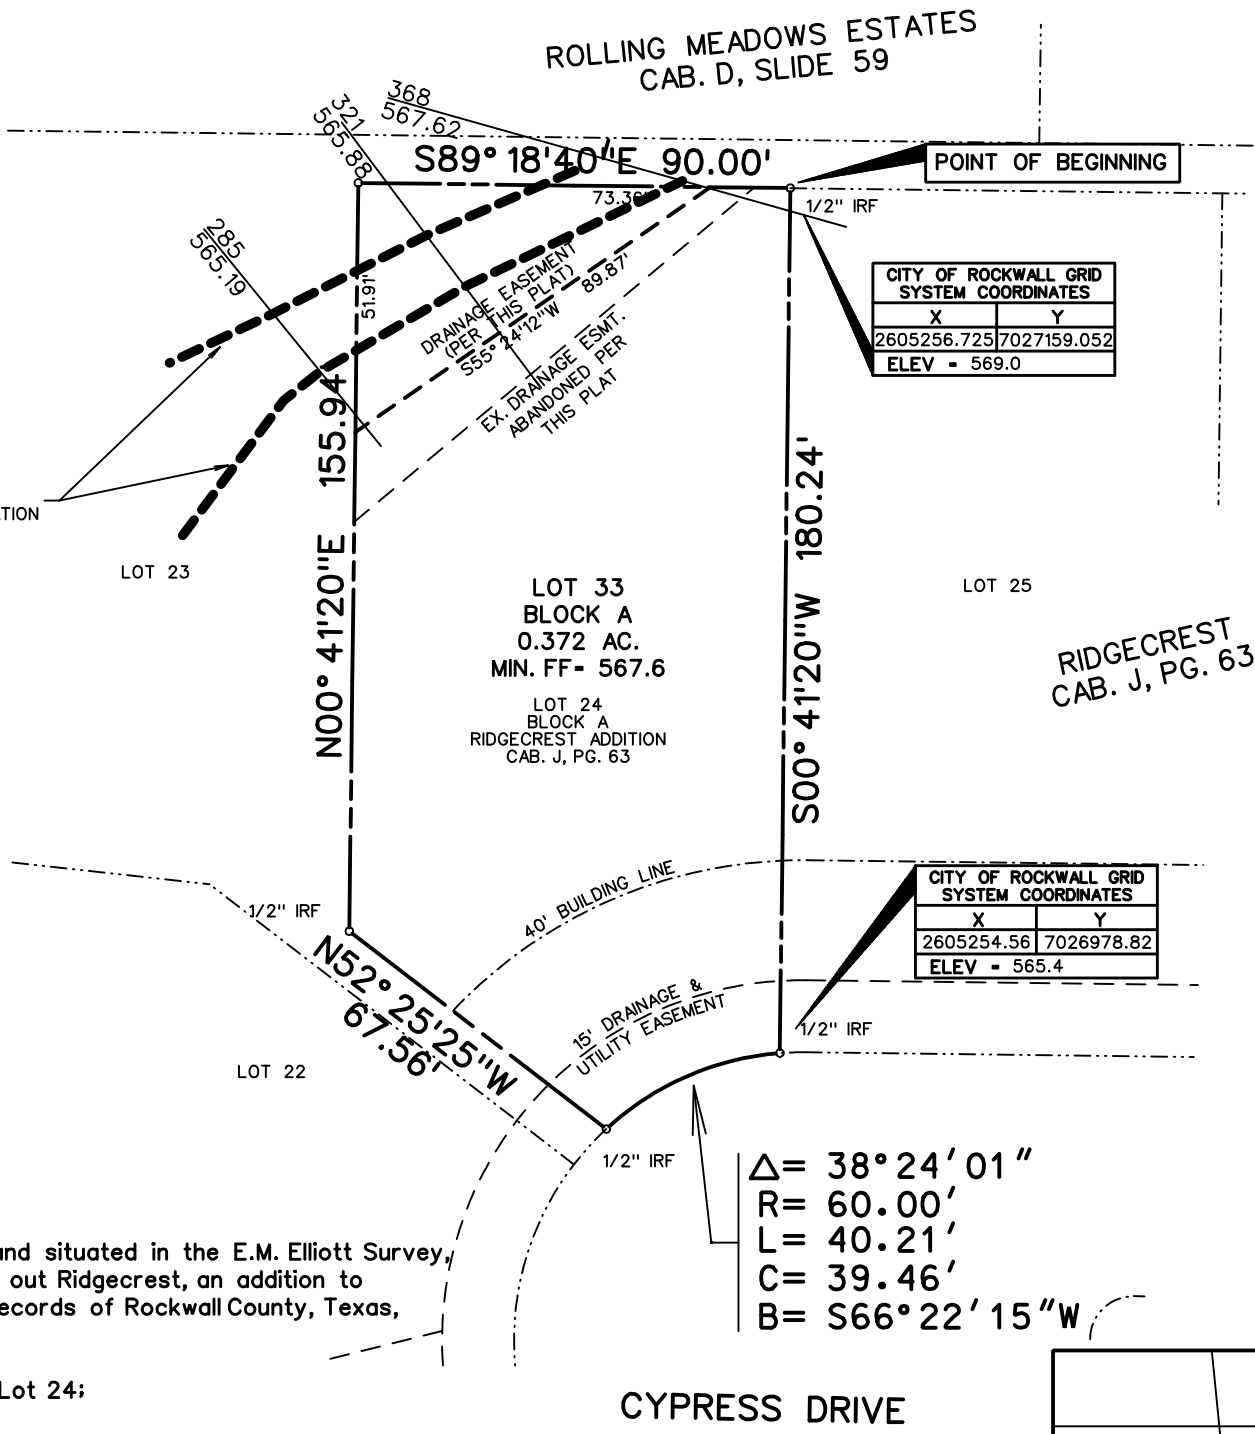 ROLLING MEADOWS ESTATES
CAB. D, SLIDE 59
368
567.62
321
565.88
285
565.19
S89° 18'40"E 90.00'
73.36'
POINT OF BEGINNING
1/2" IRF
CITY OF ROCKWALL GRID
SYSTEM COORDINATES
X Y
2605256.725 7027159.052
ELEV = 569.0
51.91'
DRAINAGE EASEMENT
(PER THIS PLAT)
S55° 24'12"W 89.87'
EX. DRAINAGE ESMT.
ABANDONED PER
THIS PLAT
N00° 41'20"E 155.94'
S00° 41'20"W 180.24'
TION
LOT 23
LOT 33
BLOCK A
0.372 AC.
MIN. FF= 567.6
LOT 24
BLOCK A
RIDGECREST ADDITION
CAB. J, PG. 63
LOT 25
RIDGECREST
CAB. J, PG. 63
1/2" IRF
40' BUILDING LINE
CITY OF ROCKWALL GRID
SYSTEM COORDINATES
X Y
2605254.56 7026978.82
ELEV = 565.4
N52° 25'25"W
67.56'
15' DRAINAGE &
UTILITY EASEMENT
1/2" IRF
LOT 22
1/2" IRF
Δ= 38°24'01"
R= 60.00'
L= 40.21'
C= 39.46'
B= S66°22'15"W
and situated in the E.M. Elliott Survey,
out Ridgecrest, an addition to
ecords of Rockwall County, Texas,
Lot 24;
CYPRESS DRIVE